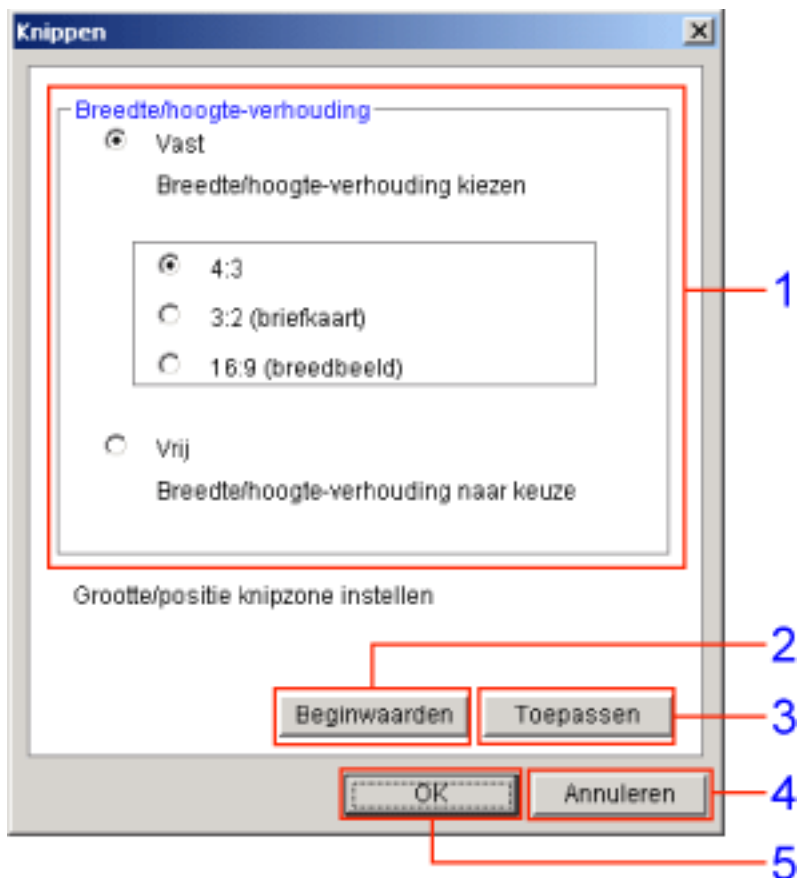 Knippen
Breedte/hoogte-verhouding
Vast
Breedte/hoogte-verhouding kiezen
4:3
3:2 (briefkaart)
16:9 (breedbeeld)
1
Vrij
Breedte/hoogte-verhouding naar keuze
Grootte/positie knipzone instellen
2
Beginwaarden
Toepassen
3
OK
Annuleren
4
5